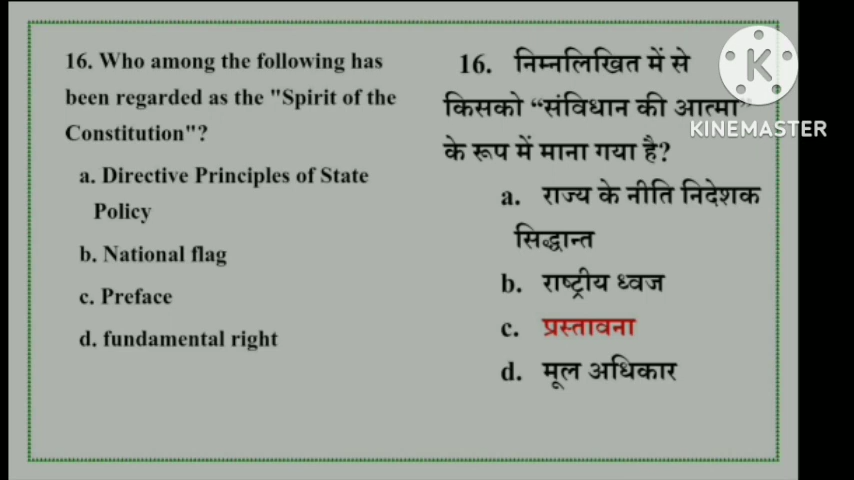 16. Who among the following has
been regarded as the "Spirit of the
Constitution"?
a. Directive Principles of State
Policy
b. National flag
c. Preface
d. fundamental right
16. निम्नलिखित में से
किसको “संविधान की आत्मा”
के रूप में माना गया है?
a. राज्य के नीति निदेशक
सिद्धान्त
b. राष्ट्रीय ध्वज
c. प्रस्तावना
d. मूल अधिकार
K
KINEMASTER